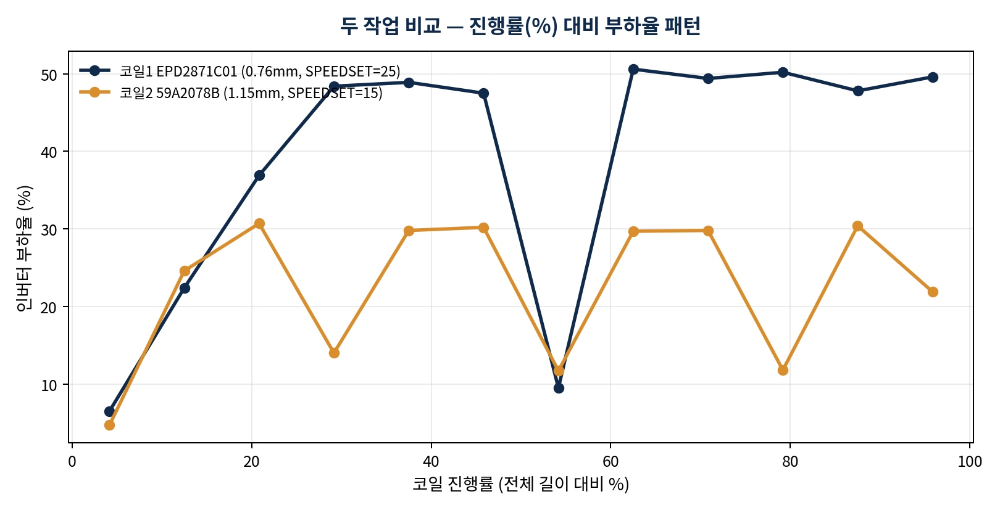 두 작업 비교 — 진행률(%) 대비 부하율 패턴
코일1 EPD2871C01 (0.76mm, SPEEDSET=25)
코일2 59A2078B (1.15mm, SPEEDSET=15)
인버터 부하율 (%)
50
40
30
20
10
0 20 40 60 80 100
코일 진행률 (전체 길이 대비 %)